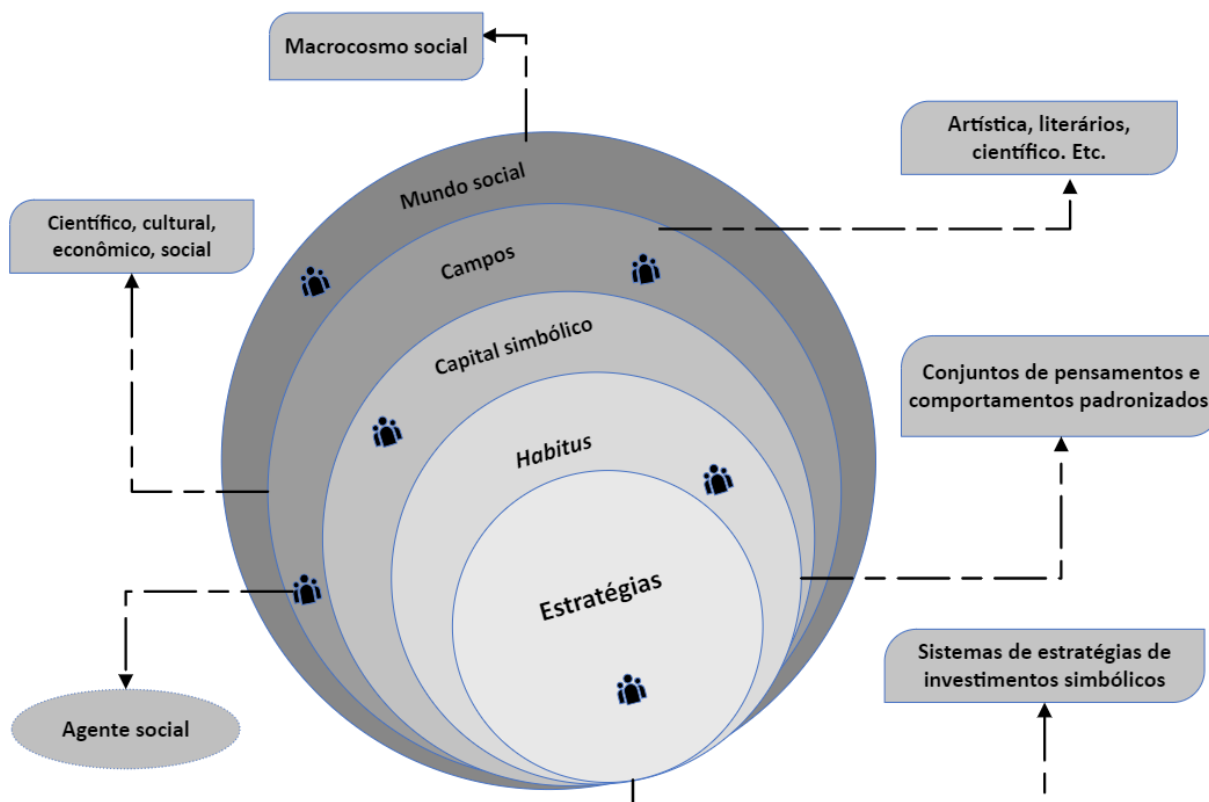 Macrocosmo social
Artística, literários,
científico. Etc.
Mundo social
Científico, cultural,
econômico, social
Campos
Capital simbólico
Conjuntos de pensamentos e
comportamentos padronizados
Habitus
Estratégias
Sistemas de estratégias de
investimentos simbólicos
Agente social